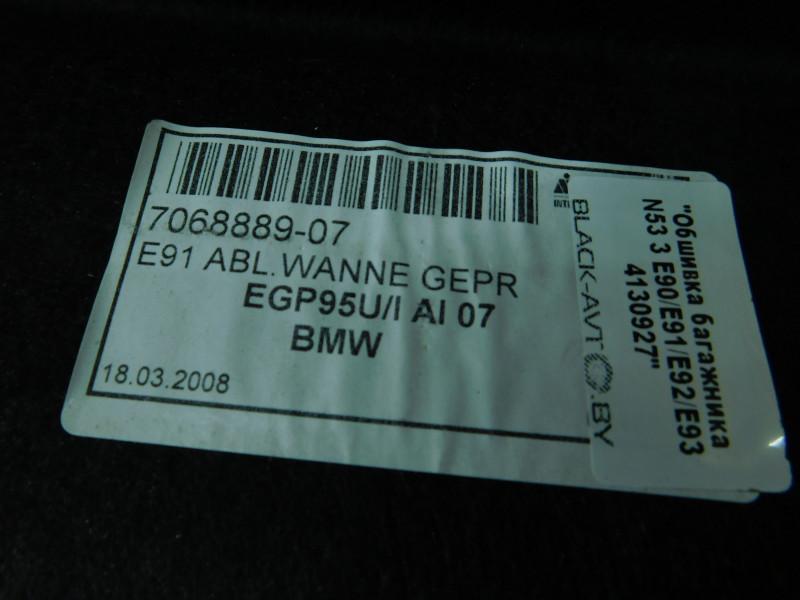 7068889-07
E91 ABL.WANNE GEPR
EGP95U/I AI 07
BMW
18.03.2008
INTI
BLACK-AVTO.BY
"Обшивка багажника
N53 3 E90/E91/E92/E93
4130927"